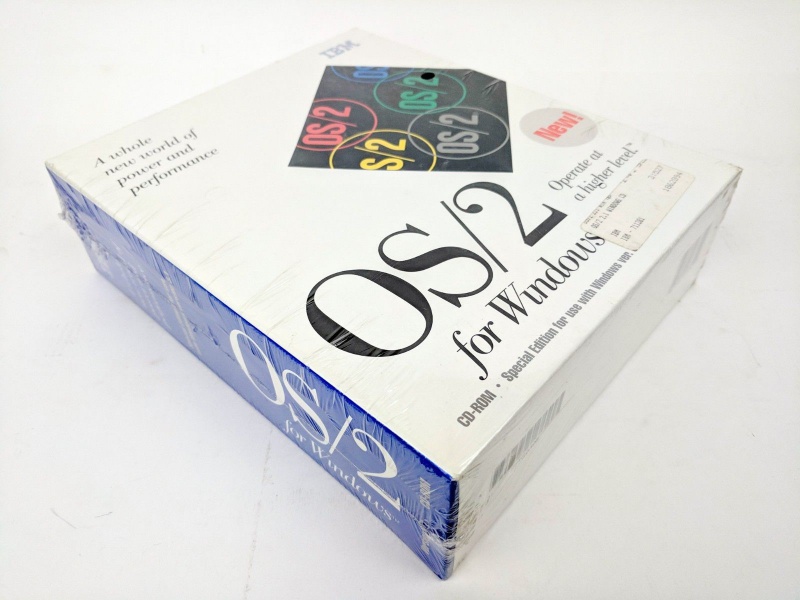 IBM
A whole
new world of
power and
performance
OS/2
OS/2
OS/2
S/2
OS/2
New!
Operate at
a higher level.™
OS/2
for Windows
CD-ROM • Special Edition for use with Windows ver.
OS/2
for Windows™